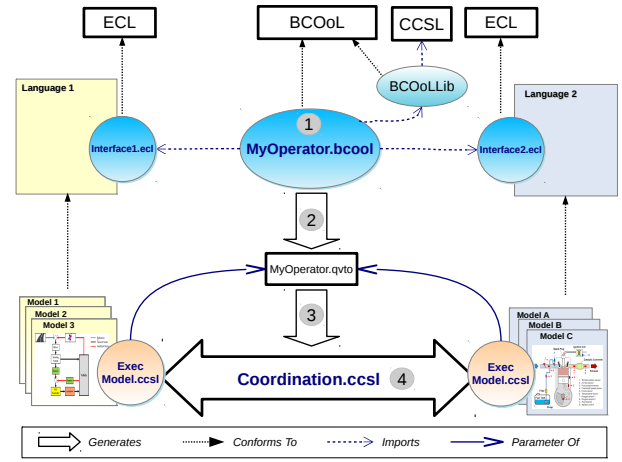 ECL
BCOoL
CCSL
ECL
BCOoLLib
Language 1
Language 2
1
MyOperator.bcool
Interface1.ecl
Interface2.ecl
2
MyOperator.qvto
3
Model 1
Model 2
Model 3
Model A
Model B
Model C
Exec
Model.ccsl
Coordination.ccsl 4
Exec
Model.ccsl
Generates
Conforms To
Imports
Parameter Of